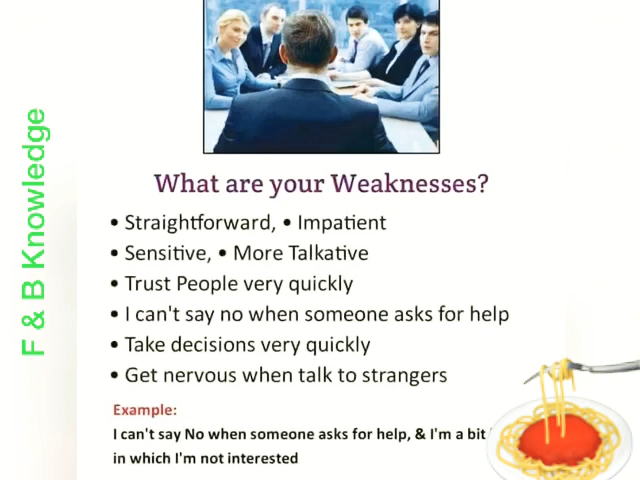 F & B Knowledge
What are your Weaknesses?
• Straightforward, • Impatient
• Sensitive, • More Talkative
• Trust People very quickly
• I can't say no when someone asks for help
• Take decisions very quickly
• Get nervous when talk to strangers
Example:
I can't say No when someone asks for help, & I'm a bit
in which I'm not interested